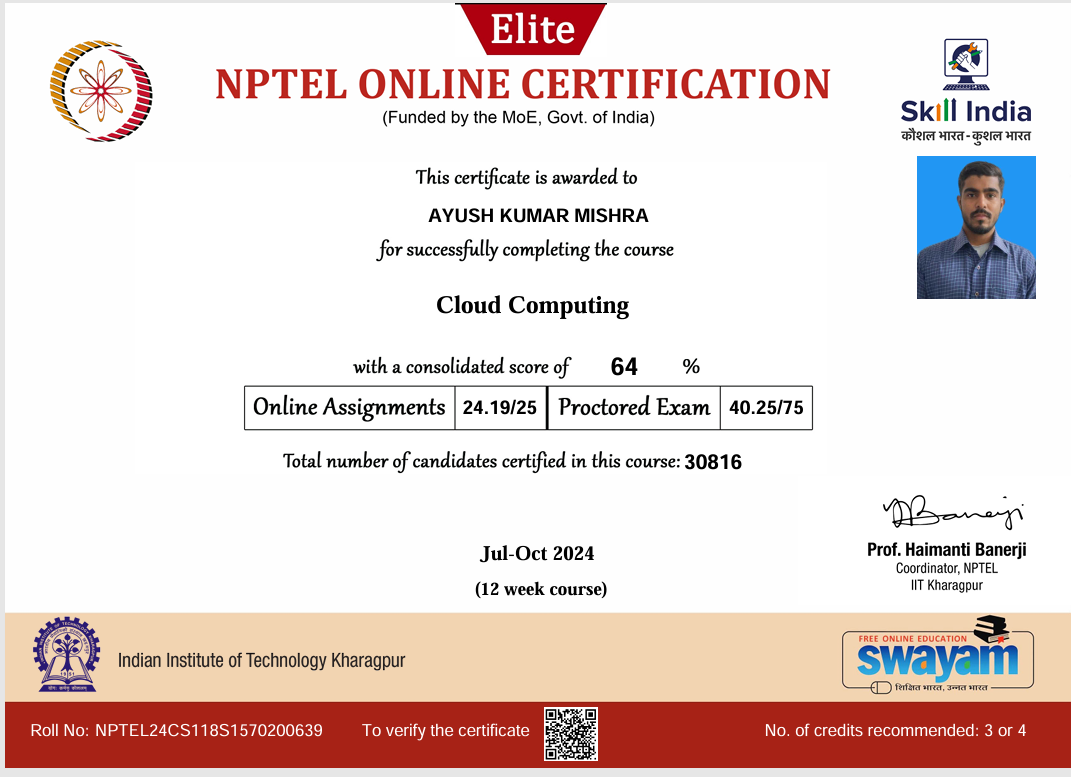 Elite
NPTEL ONLINE CERTIFICATION
(Funded by the MoE, Govt. of India)
Skill India
कौशल भारत - कुशल भारत
This certificate is awarded to
AYUSH KUMAR MISHRA
for successfully completing the course
Cloud Computing
with a consolidated score of 64 %
Online Assignments 24.19/25 Proctored Exam 40.25/75
Total number of candidates certified in this course: 30816
Prof. Haimanti Banerji
Coordinator, NPTEL
IIT Kharagpur
Jul-Oct 2024
(12 week course)
Indian Institute of Technology Kharagpur
FREE ONLINE EDUCATION
swayam
शिक्षित भारत, उन्नत भारत
Roll No: NPTEL24CS118S1570200639 To verify the certificate No. of credits recommended: 3 or 4